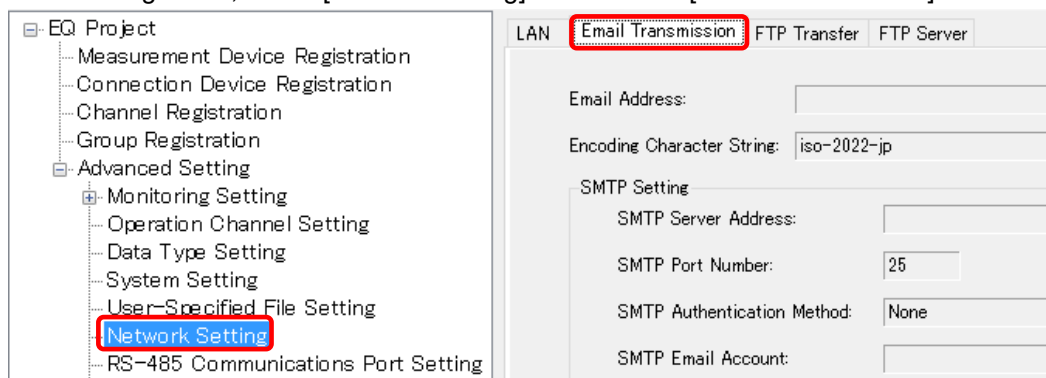 EQ Project
Measurement Device Registration
Connection Device Registration
Channel Registration
Group Registration
Advanced Setting
Monitoring Setting
Operation Channel Setting
Data Type Setting
System Setting
User-Specified File Setting
Network Setting
RS-485 Communications Port Setting
LAN Email Transmission FTP Transfer FTP Server
Email Address:
Encoding Character String: iso-2022-jp
SMTP Setting
SMTP Server Address:
SMTP Port Number: 25
SMTP Authentication Method: None
SMTP Email Account: